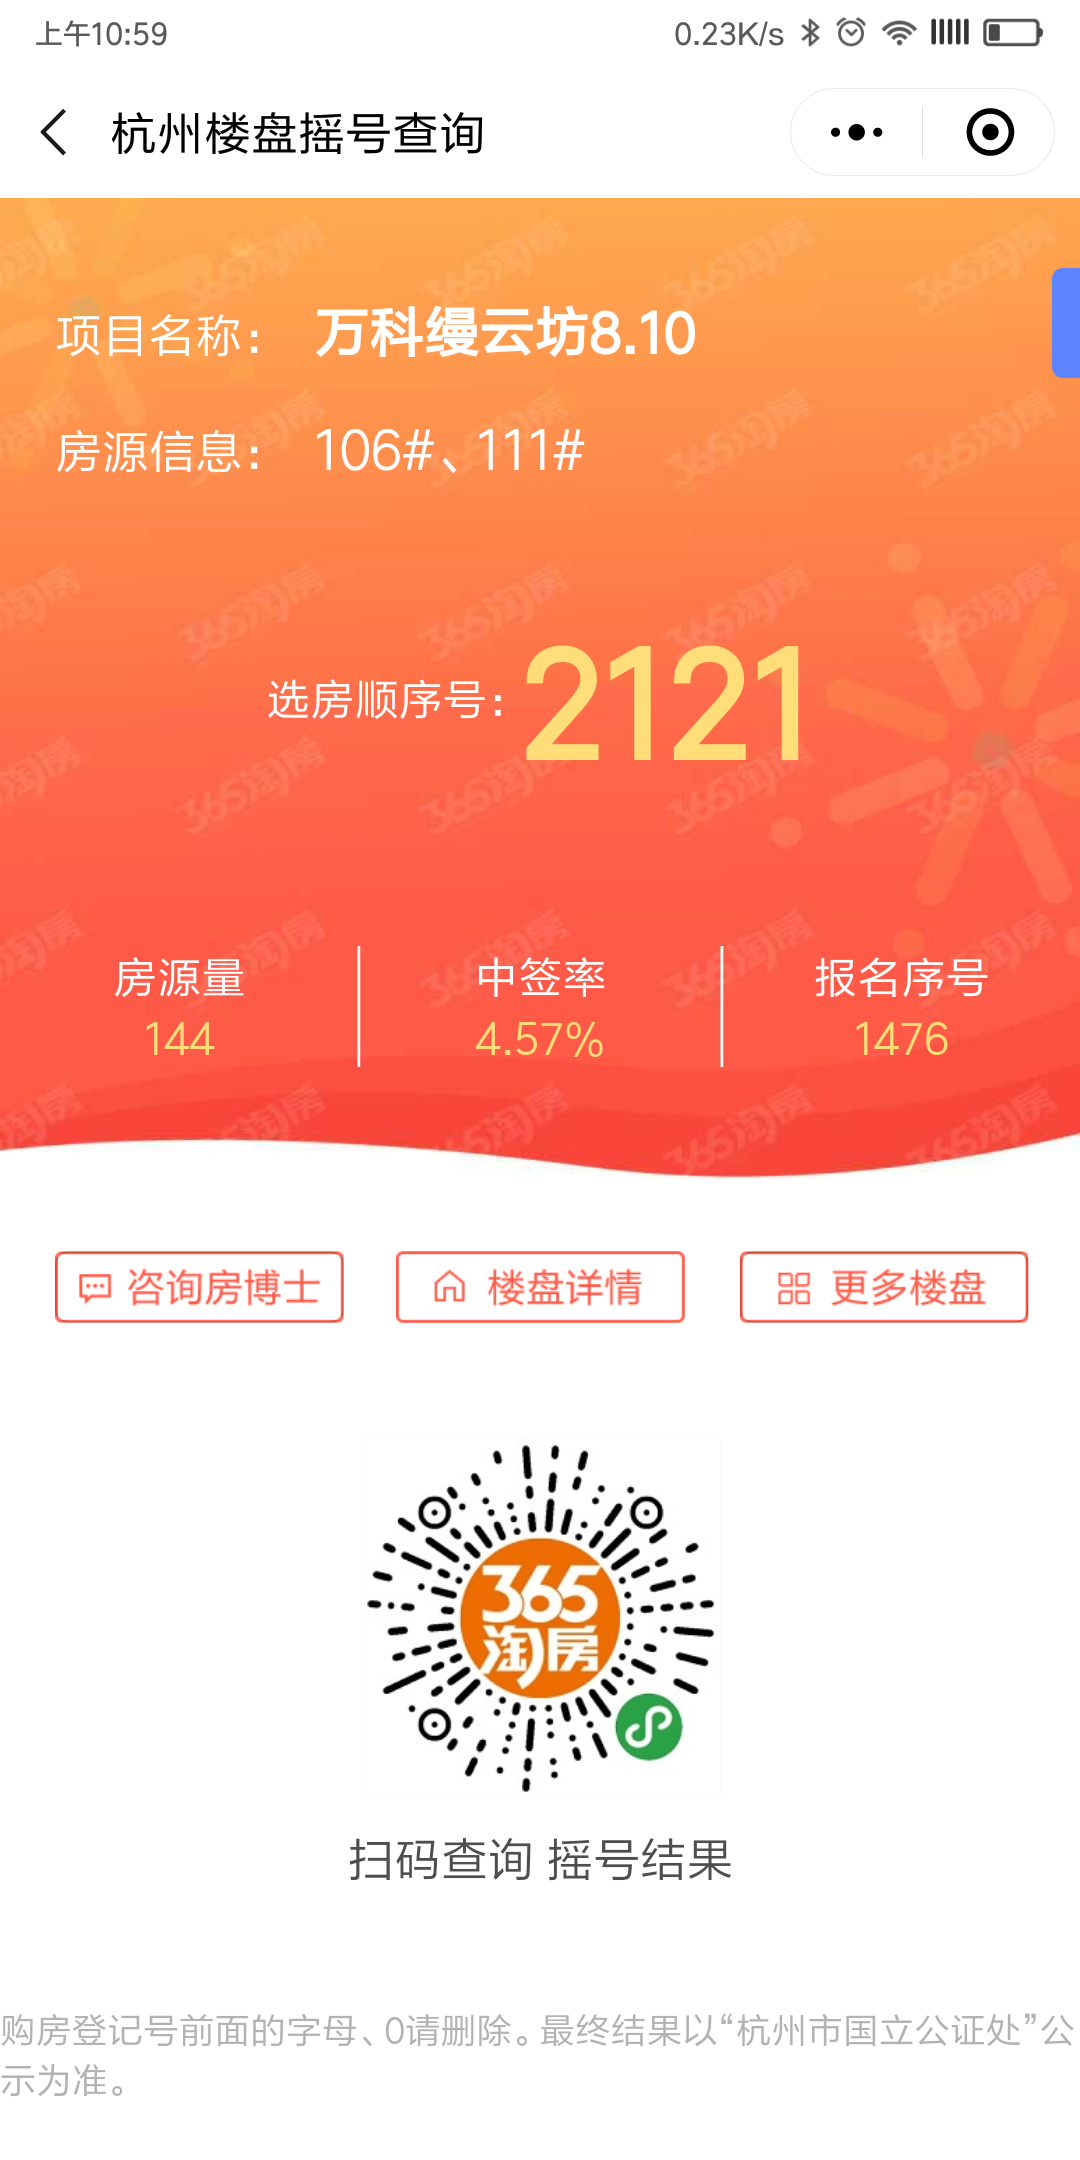 上午10:59
0.23K/s
杭州楼盘摇号查询
项目名称： 万科缦云坊8.10
房源信息： 106#、111#
选房顺序号：2121
房源量 中签率 报名序号
144 4.57% 1476
咨询房博士 楼盘详情 更多楼盘
365
淘房
扫码查询 摇号结果
购房登记号前面的字母、0请删除。最终结果以“杭州市国立公证处”公
示为准。